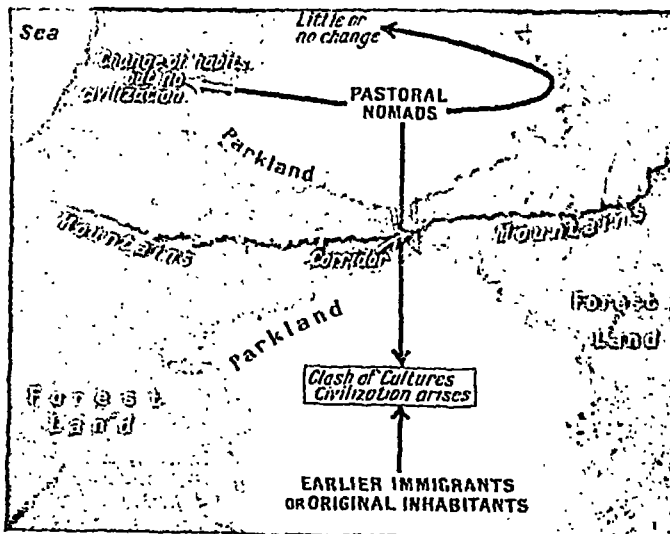 Sea
Little or
no change
Change of habits
but no
civilization.
PASTORAL
NOMADS
Parkland
Mountains
Corridor
Mountains
Parkland
Forest
Land
Clash of Cultures
Civilization arises
Forest
Land
EARLIER IMMIGRANTS
OR ORIGINAL INHABITANTS